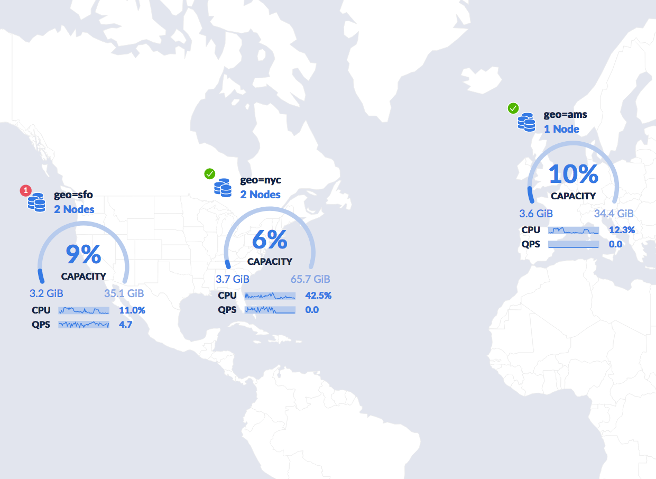 1
geo=sfo
2 Nodes
9%
CAPACITY
3.2 GiB 35.1 GiB
CPU 11.0%
QPS 4.7
geo=nyc
2 Nodes
6%
CAPACITY
3.7 GiB 65.7 GiB
CPU 42.5%
QPS 0.0
geo=ams
1 Node
10%
CAPACITY
3.6 GiB 34.4 GiB
CPU 12.3%
QPS 0.0